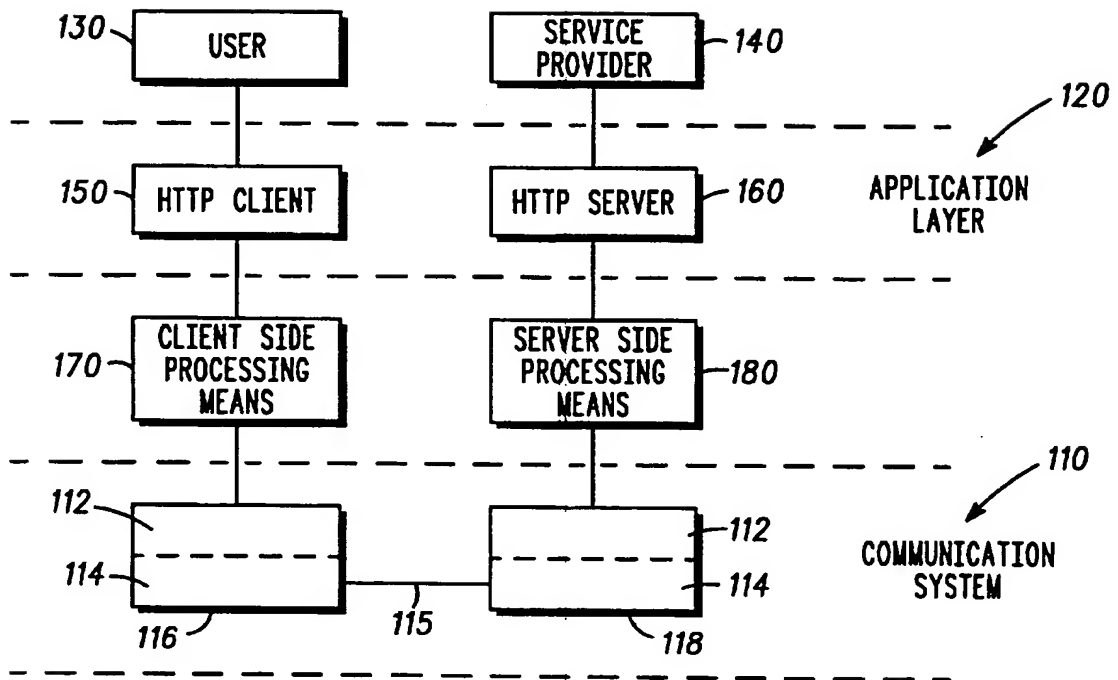 130
USER
SERVICE
PROVIDER
140
120
150
HTTP CLIENT
HTTP SERVER
160
APPLICATION
LAYER
170
CLIENT SIDE
PROCESSING
MEANS
SERVER SIDE
PROCESSING
MEANS
180
110
112
112
COMMUNICATION
SYSTEM
114
114
115
116
118